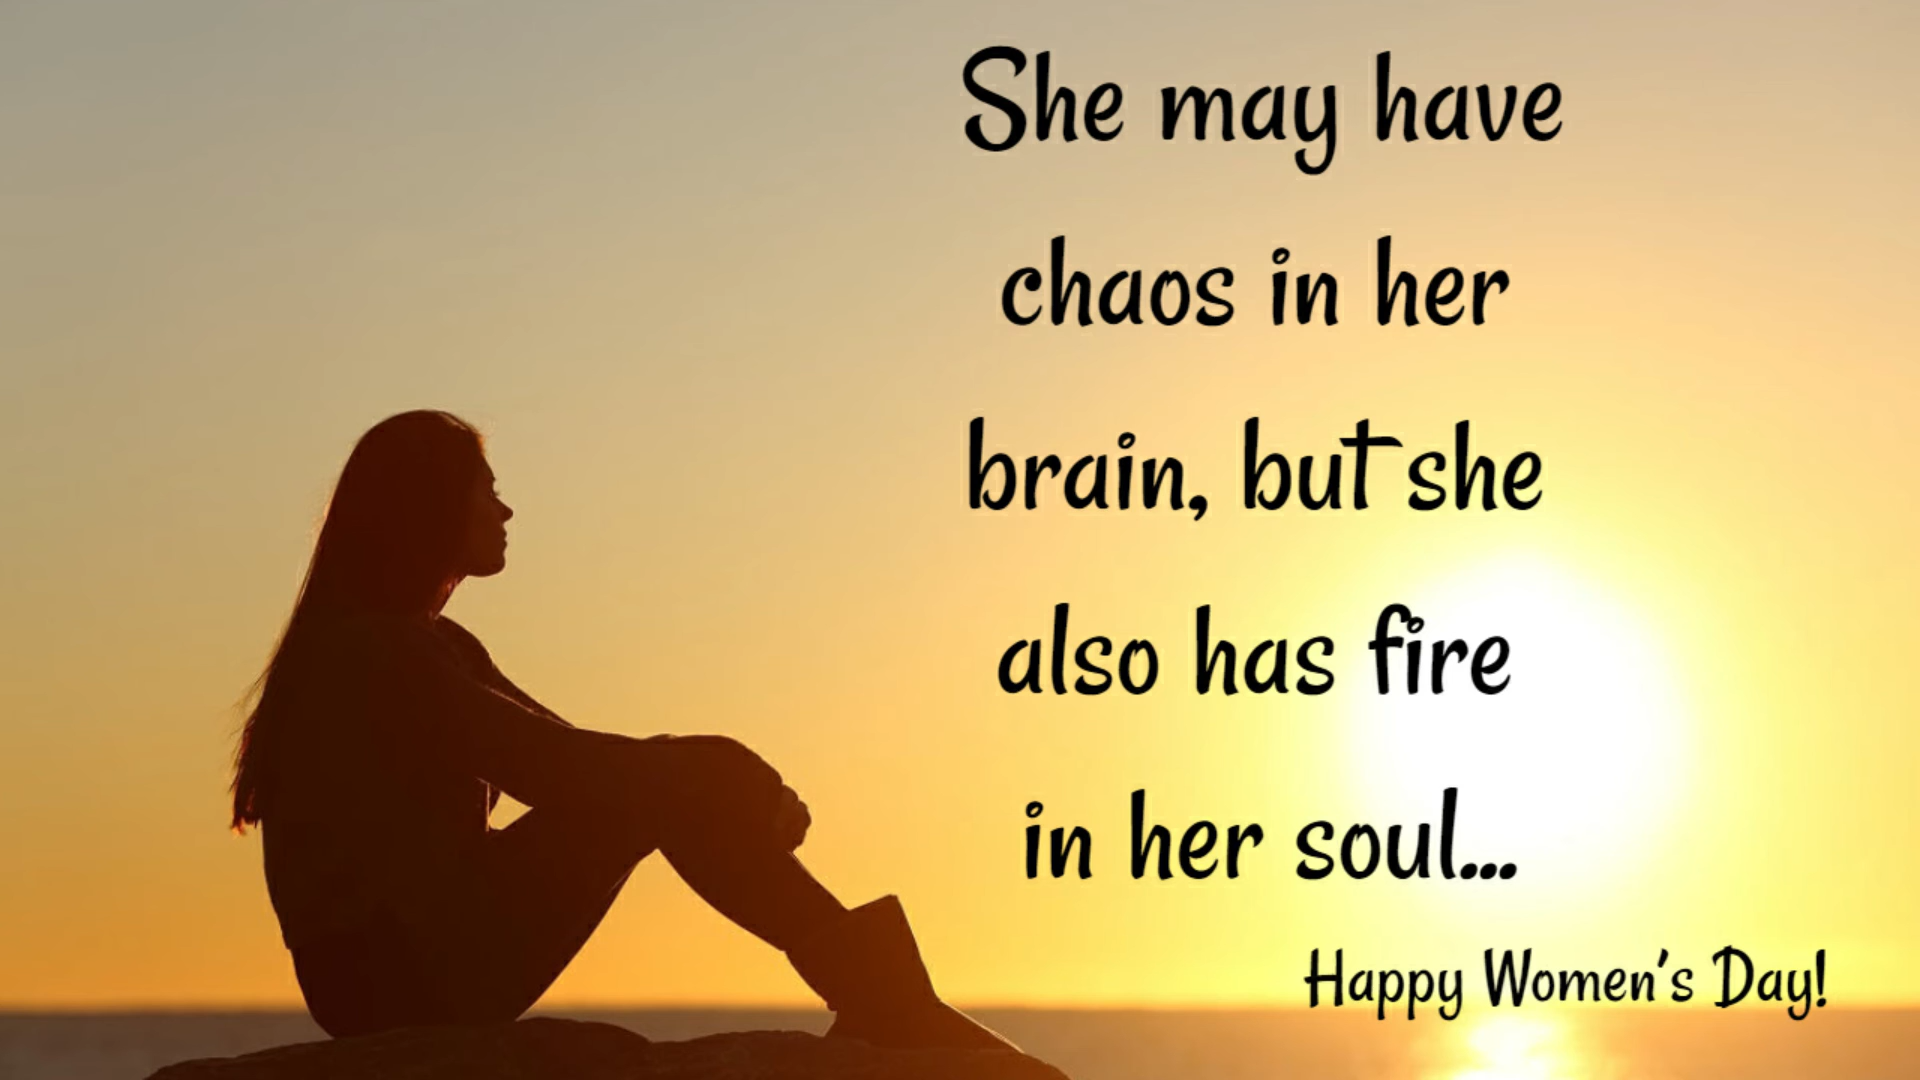 She may have
chaos in her
brain, but she
also has fire
in her soul...
Happy Women's Day!